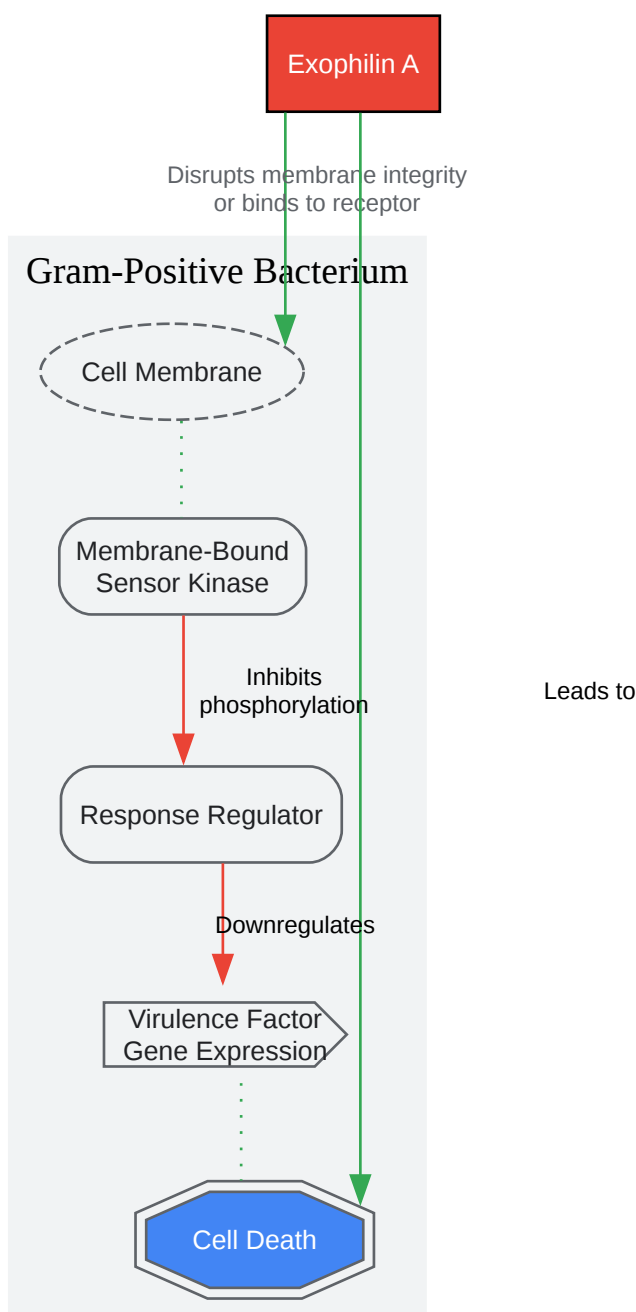 Exophilin A
Disrupts membrane integrity
or binds to receptor
Gram-Positive Bacterium
Cell Membrane
Membrane-Bound
Sensor Kinase
Inhibits
phosphorylation
Leads to
Response Regulator
Downregulates
Virulence Factor
Gene Expression
Cell Death